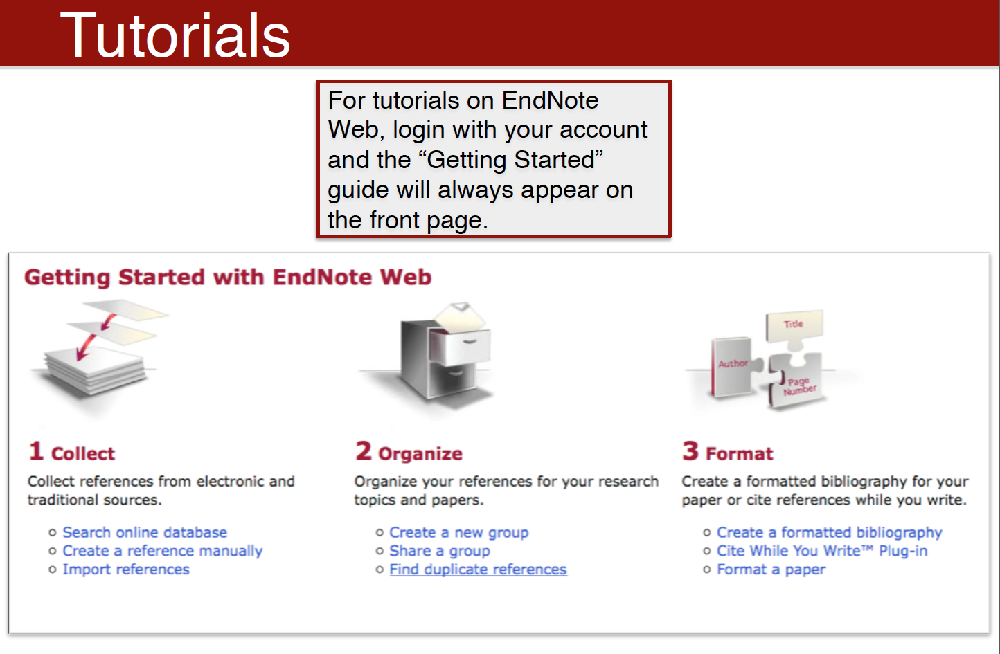 Tutorials
For tutorials on EndNote
Web, login with your account
and the “Getting Started”
guide will always appear on
the front page.
Getting Started with EndNote Web
Title
Author
Page
Number
1 Collect
Collect references from electronic and
traditional sources.
Search online database
Create a reference manually
Import references
2 Organize
Organize your references for your research
topics and papers.
Create a new group
Share a group
Find duplicate references
3 Format
Create a formatted bibliography for your
paper or cite references while you write.
Create a formatted bibliography
Cite While You Write™ Plug-in
Format a paper